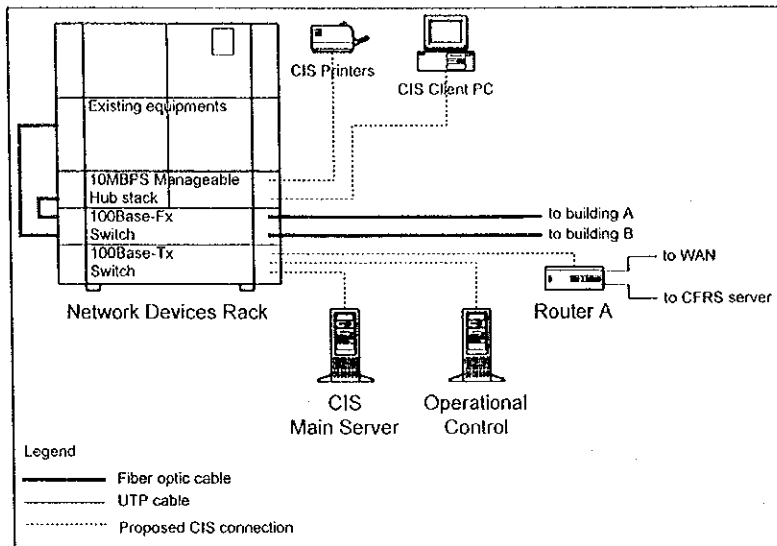 CIS Printers
CIS Client PC
Existing equipments
10MBPS Manageable
Hub stack
100Base-Fx
Switch
100Base-Tx
Switch
to building A
to building B
to WAN
to CFRS server
Network Devices Rack
Router A
CIS
Main Server
Operational
Control
Legend
Fiber optic cable
UTP cable
Proposed CIS connection